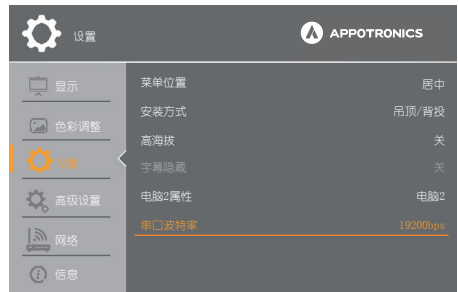 设置
APPOTRONICS
显示
色彩调整
设置
高级设置
网络
信息
菜单位置 居中
安装方式 吊顶/背投
高海拔 关
字幕隐藏 关
电脑2属性 电脑2
串口波特率 19200bps